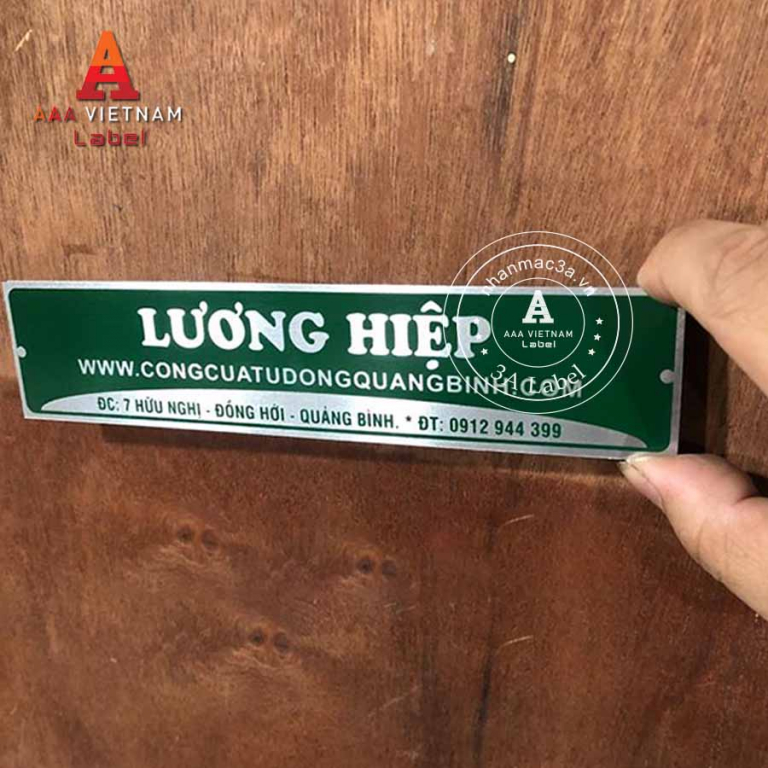 AAA VIETNAM
Label
LƯƠNG HIỆP
WWW.CONGCUATUDONGQUANGBINH.COM
ĐC: 7 HỮU NGHỊ - ĐỒNG HỚI - QUẢNG BÌNH. * ĐT: 0912 944 399
nhanmac3a.vn
A
AAA VIETNAM
Label
3A Label